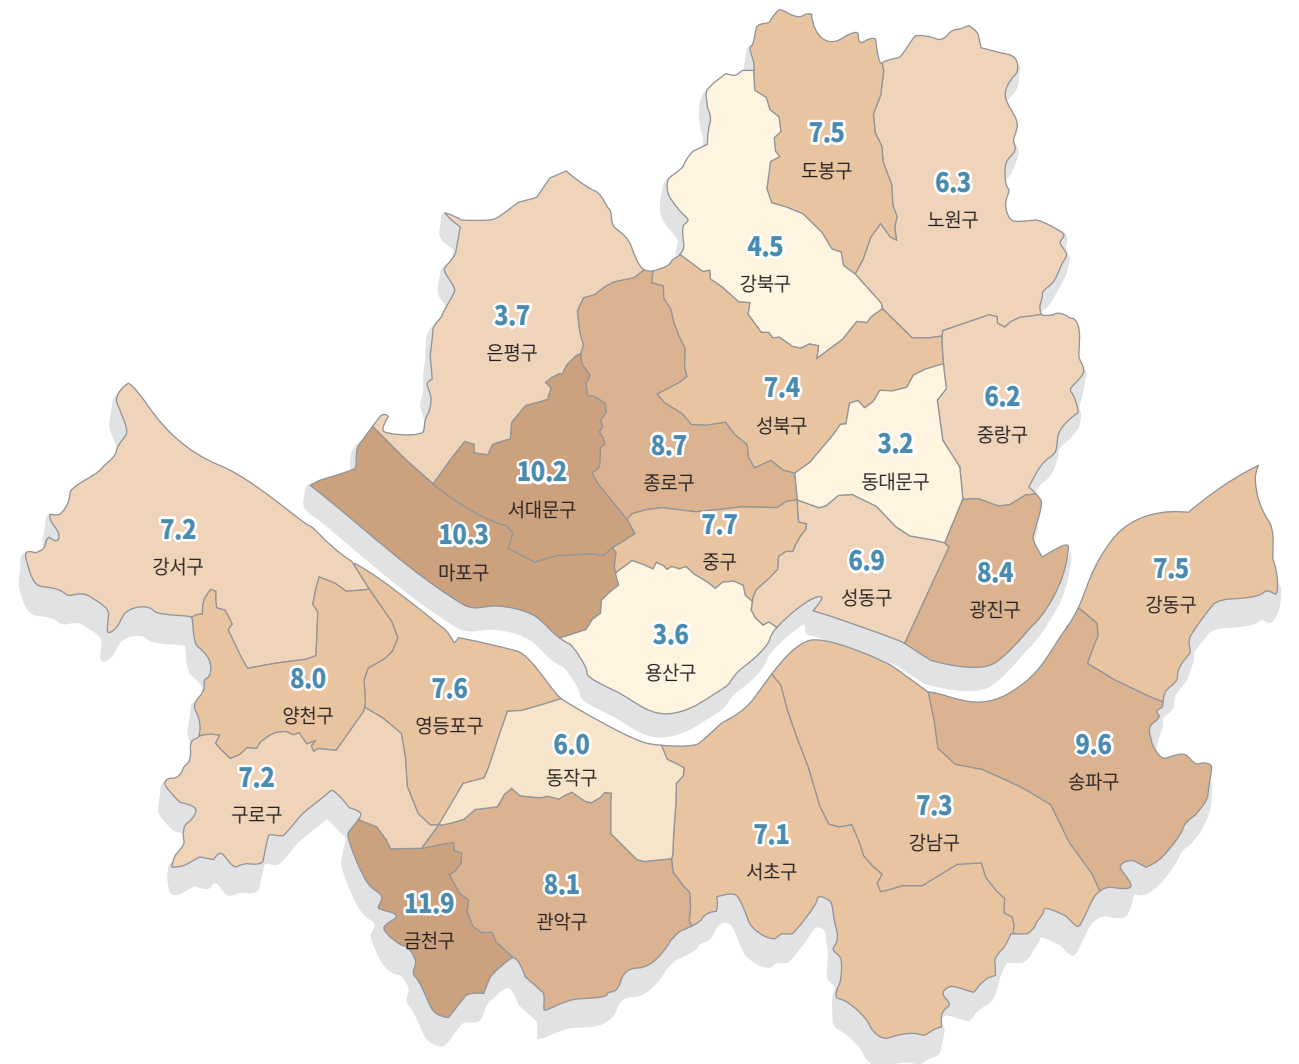 7.5
도봉구
6.3
노원구
4.5
강북구
3.7
은평구
7.4
성북구
6.2
중랑구
3.2
동대문구
8.7
종로구
10.2
서대문구
10.3
마포구
7.7
중구
6.9
성동구
8.4
광진구
7.5
강동구
7.2
강서구
3.6
용산구
8.0
양천구
7.6
영등포구
6.0
동작구
9.6
송파구
7.2
구로구
7.3
강남구
7.1
서초구
8.1
관악구
11.9
금천구